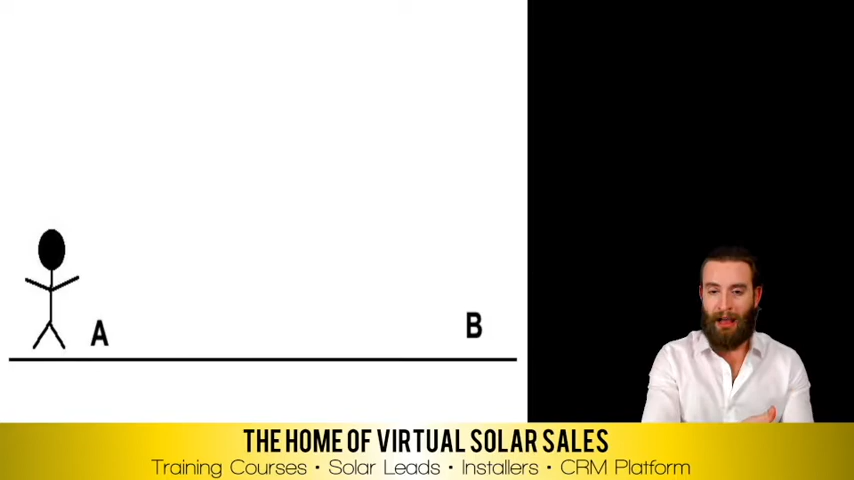 A
B
THE HOME OF VIRTUAL SOLAR SALES
Training Courses • Solar Leads • Installers • CRM Platform